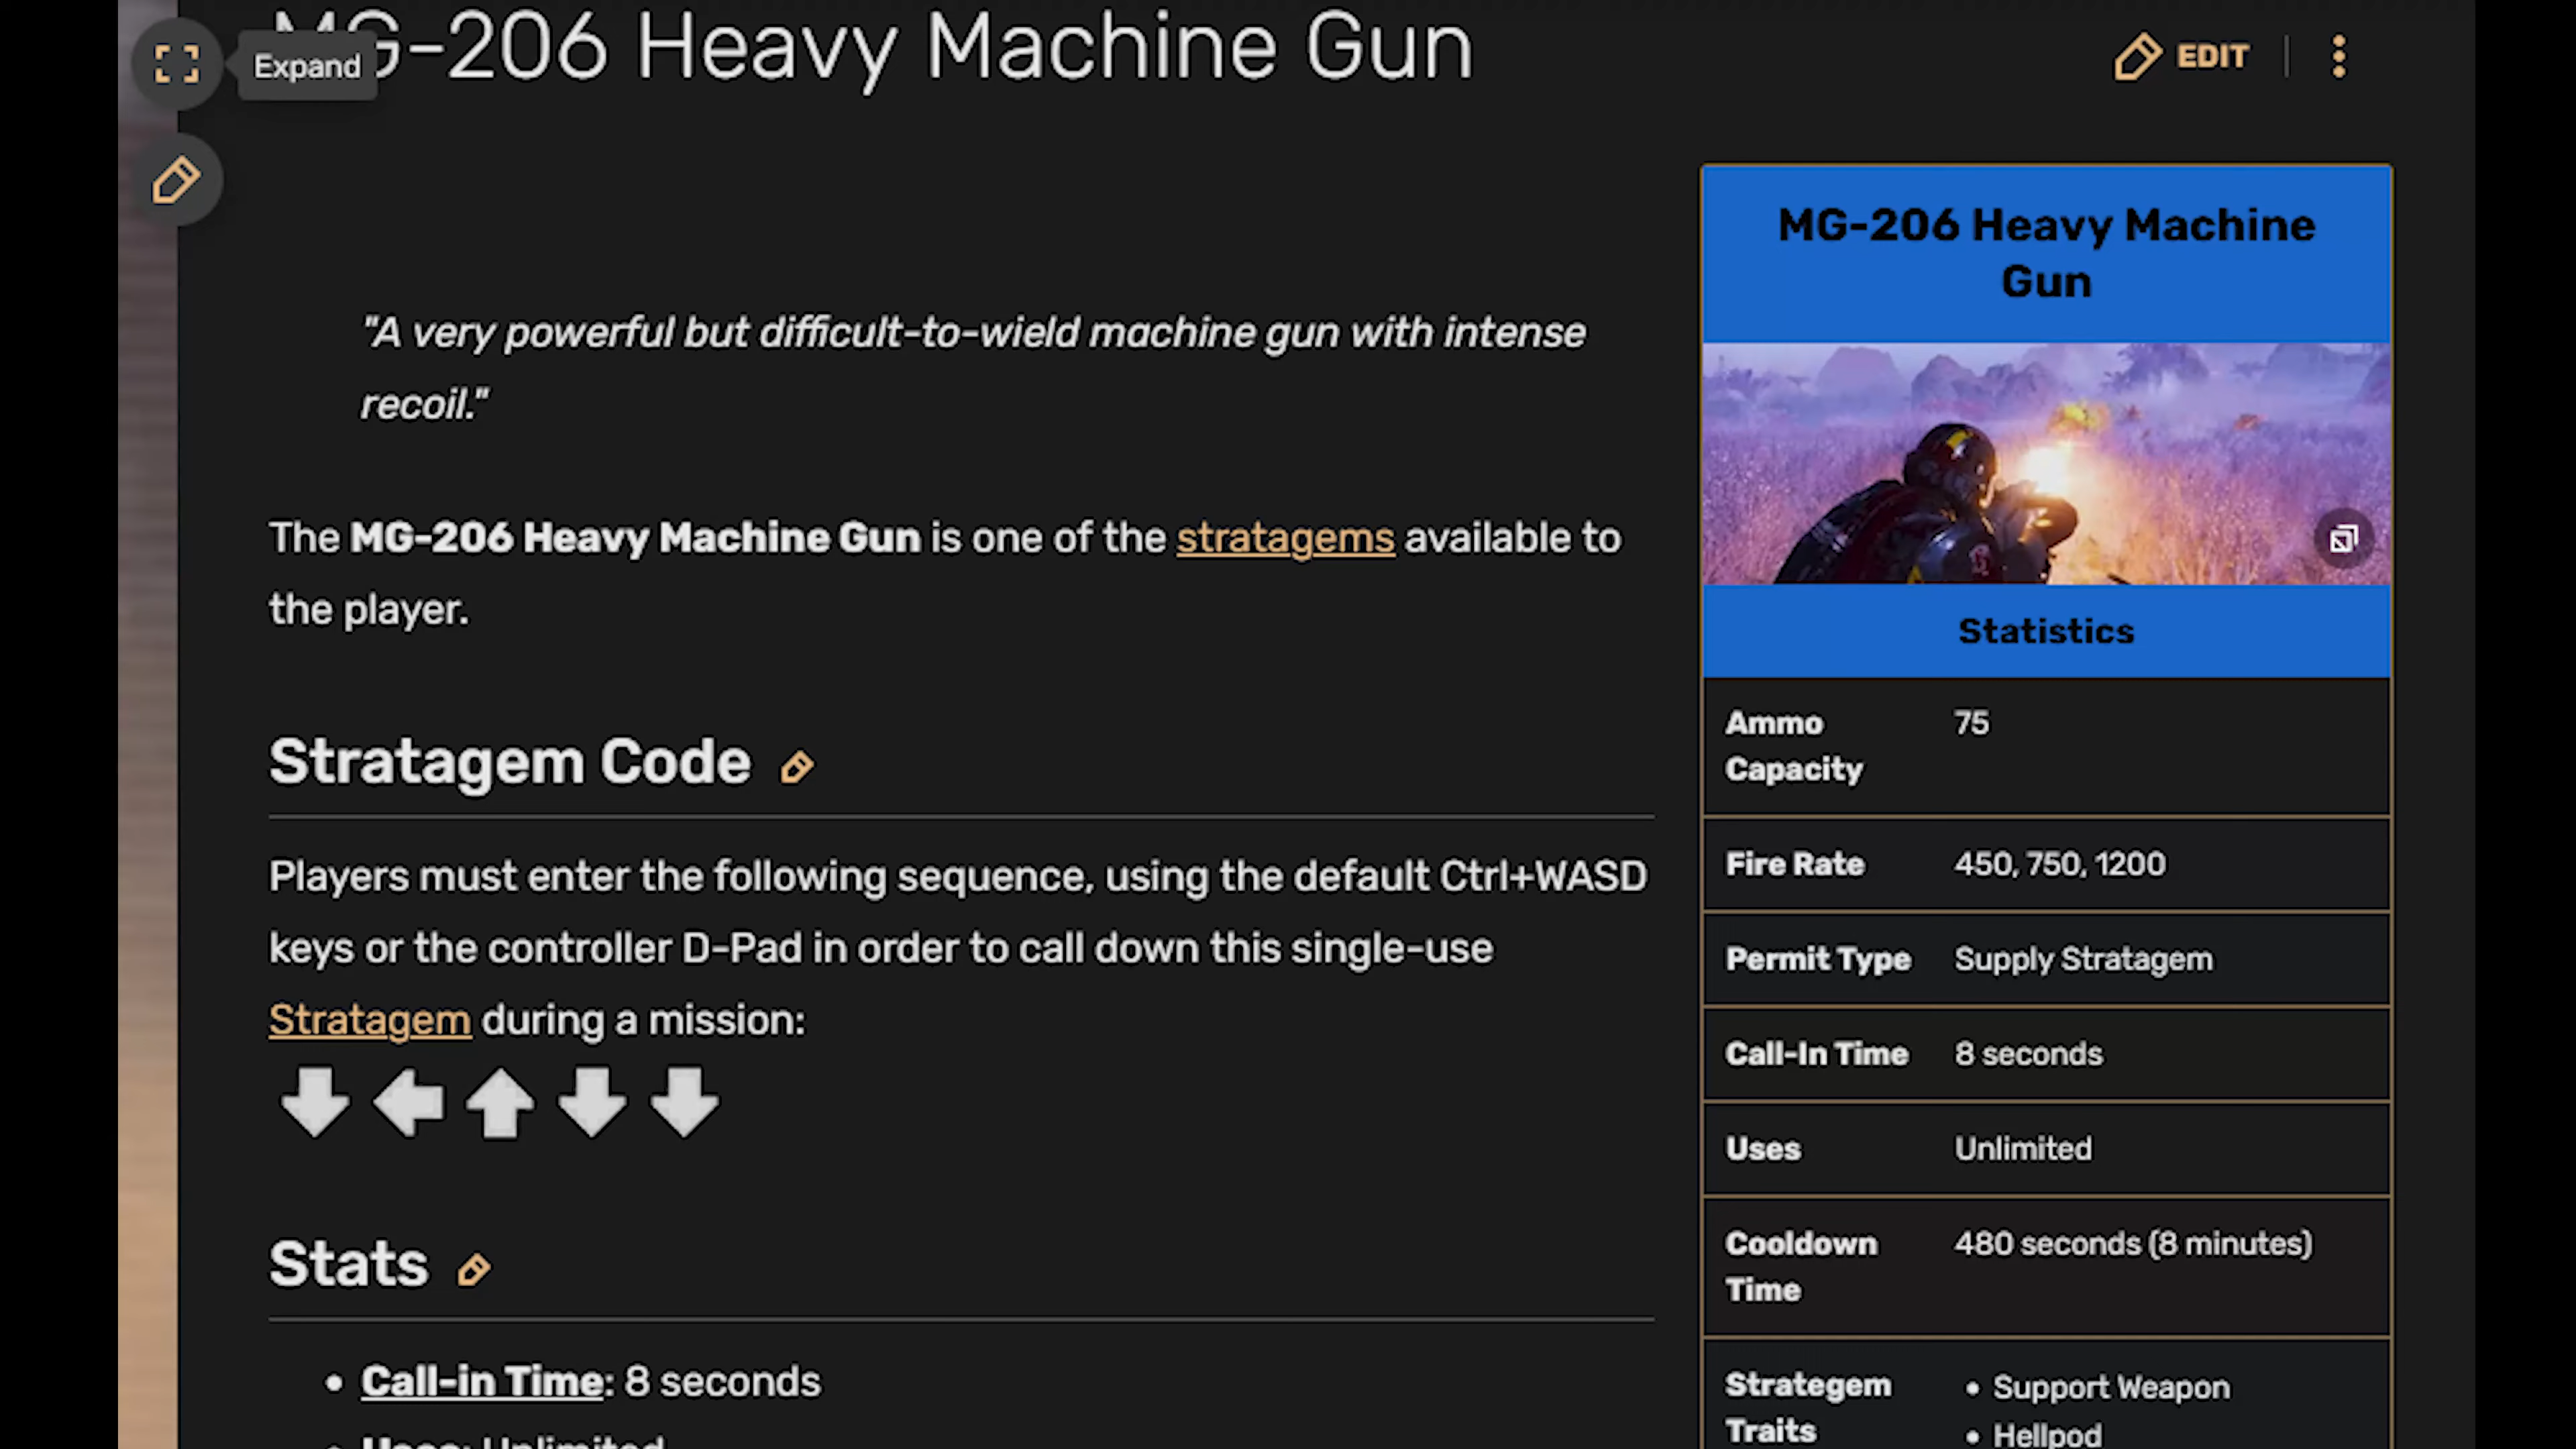 MG-206 Heavy Machine Gun
Expand
EDIT
"A very powerful but difficult-to-wield machine gun with intense
recoil."
The MG-206 Heavy Machine Gun is one of the stratagems available to
the player.
Stratagem Code
Players must enter the following sequence, using the default Ctrl+WASD
keys or the controller D-Pad in order to call down this single-use
Stratagem during a mission:
Stats
• Call-in Time: 8 seconds
• Uses: Unlimited
MG-206 Heavy Machine
Gun
Statistics
Ammo Capacity 75
Fire Rate 450, 750, 1200
Permit Type Supply Stratagem
Call-In Time 8 seconds
Uses Unlimited
Cooldown Time 480 seconds (8 minutes)
Strategem Traits
• Support Weapon
• Hellpod